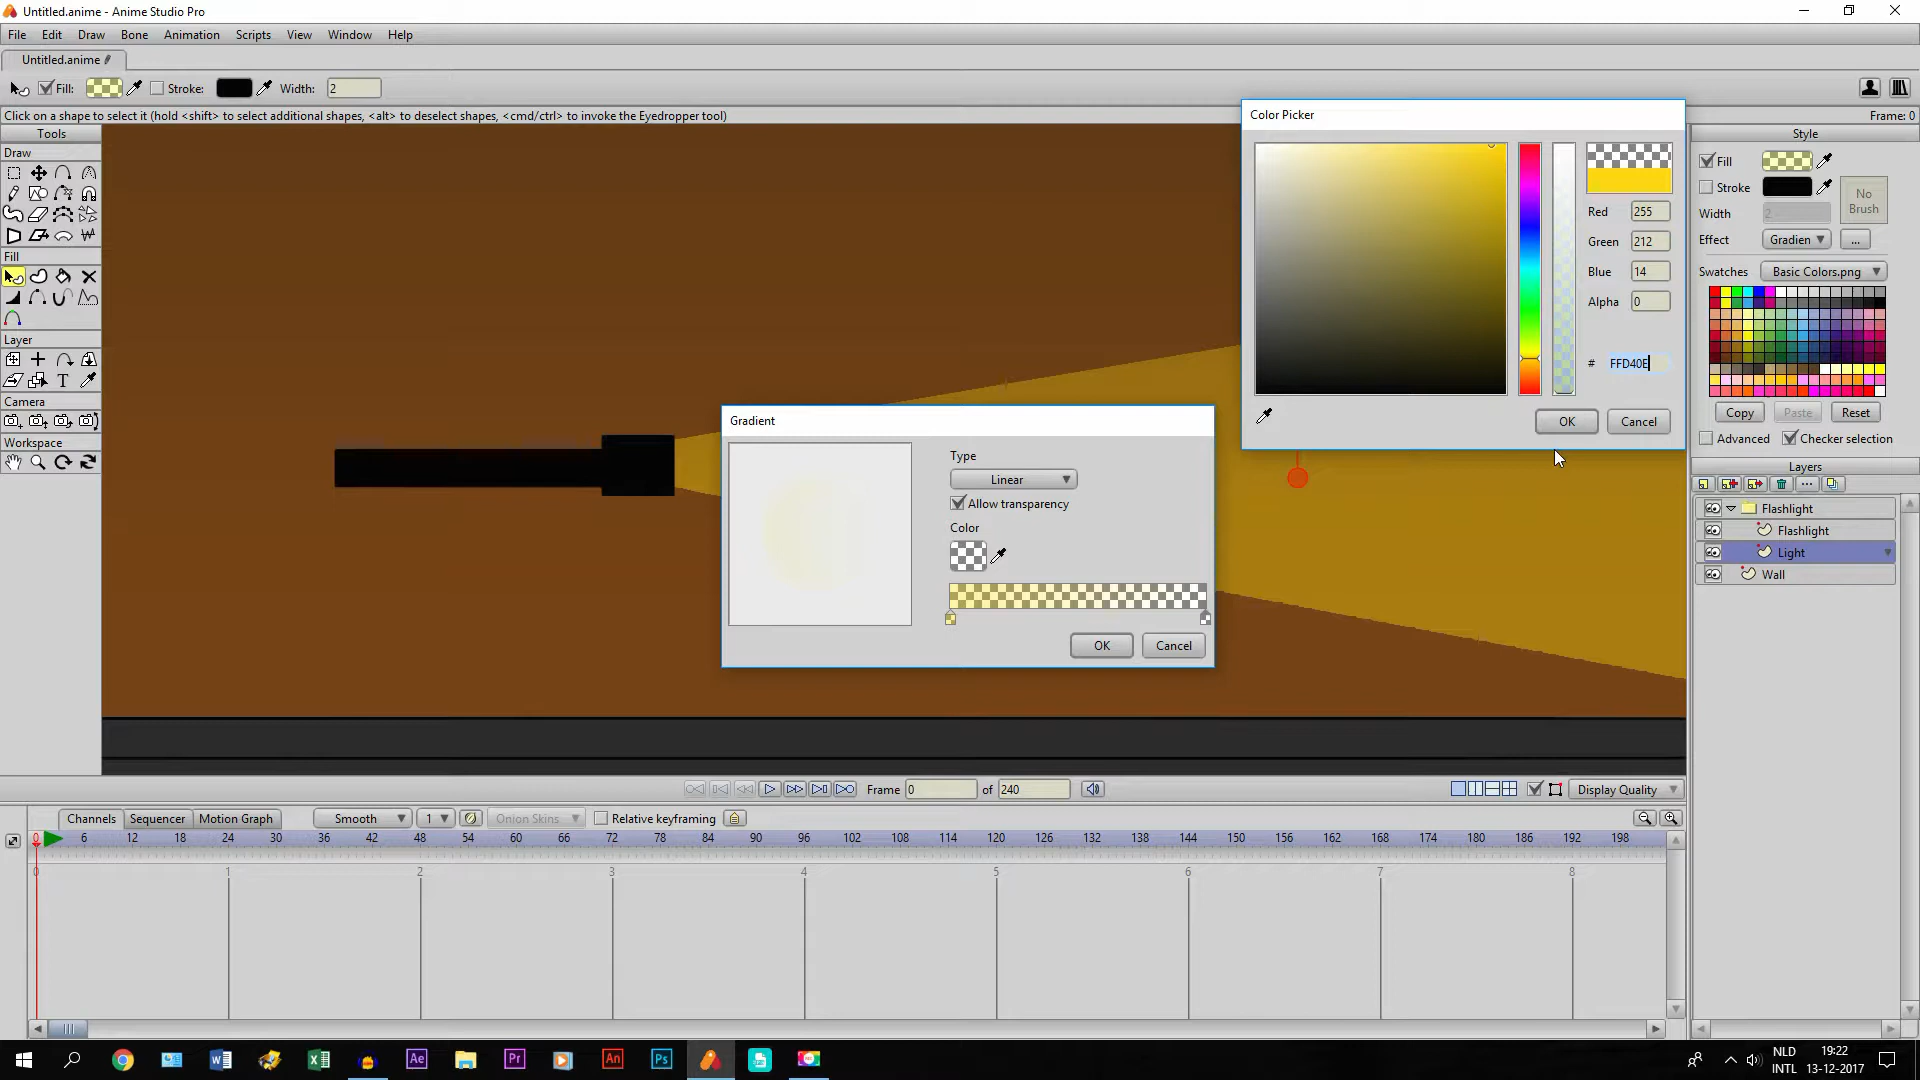 Untitled.anime - Anime Studio Pro
File Edit Draw Bone Animation Scripts View Window Help
Untitled.anime
Fill: Stroke: Width: 2
Click on a shape to select it (hold <shift> to select additional shapes, <alt> to deselect shapes, <cmd/ctrl> to invoke the Eyedropper tool)
Frame: 0
Tools
Draw
Fill
Layer
T
Camera
Workspace
Color Picker
Red 255
Green 212
Blue 14
Alpha 0
# FFD40E
OK Cancel
Gradient
Type
Linear
Allow transparency
Color
OK Cancel
Style
Fill
Stroke
No Brush
Width 2
Effect Gradien ...
Swatches Basic Colors.png
Copy Paste Reset
Advanced Checker selection
Layers
Flashlight
Flashlight
Light
Wall
Frame 0 of 240
Display Quality
Channels Sequencer Motion Graph Smooth 1 Onion Skins Relative keyframing
0 6 12 18 24 30 36 42 48 54 60 66 72 78 84 90 96 102 108 114 120 126 132 138 144 150 156 162 168 174 180 186 192 198
0 1 2 3 4 5 6 7 8
Ae Pr An Ps
NLD
INTL
19:22
13-12-2017